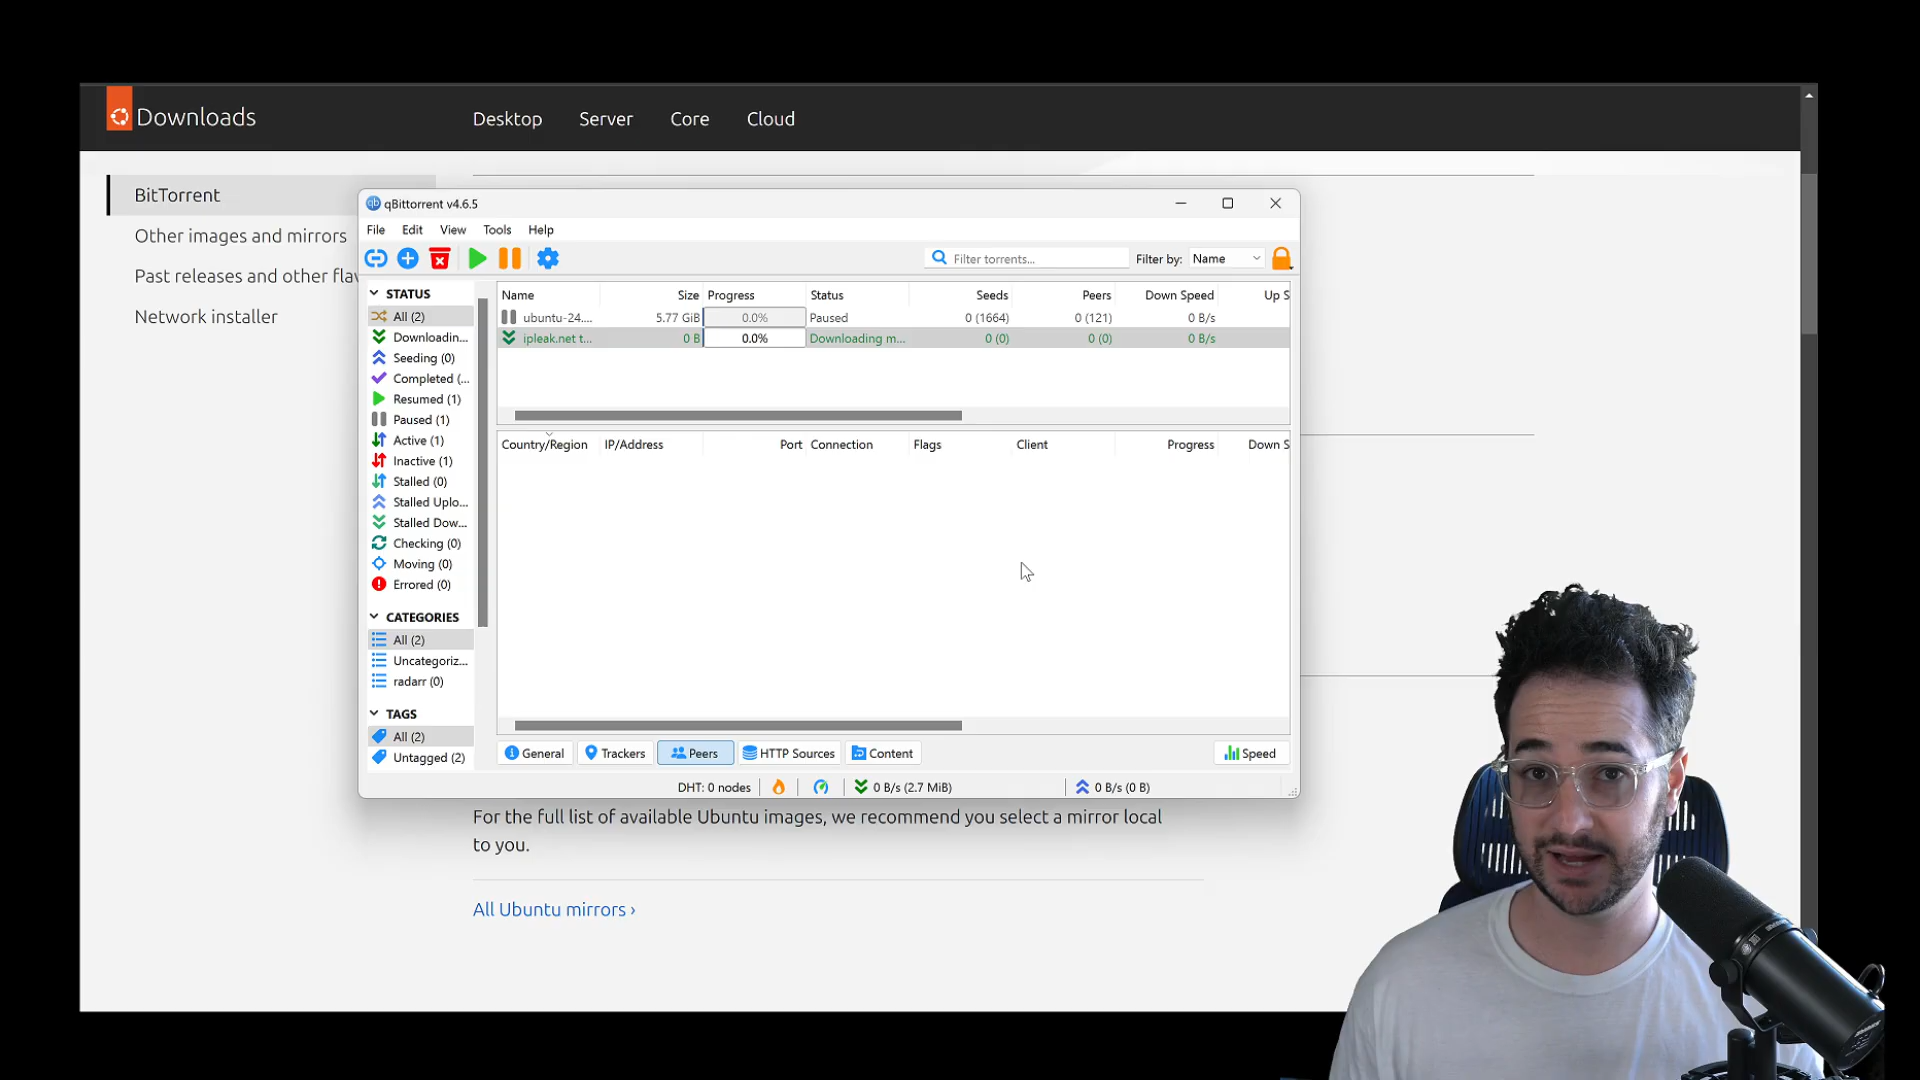 Downloads
Desktop Server Core Cloud
BitTorrent
Other images and mirrors
Past releases and other flav
Network installer
qBittorrent v4.6.5
File Edit View Tools Help
Filter torrents... Filter by: Name
STATUS
All (2)
Downloadin...
Seeding (0)
Completed (...
Resumed (1)
Paused (1)
Active (1)
Inactive (1)
Stalled (0)
Stalled Uplo...
Stalled Dow...
Checking (0)
Moving (0)
Errored (0)
CATEGORIES
All (2)
Uncategoriz...
radarr (0)
TAGS
All (2)
Untagged (2)
Name Size Progress Status Seeds Peers Down Speed Up S
ubuntu-24.... 5.77 GiB 0.0% Paused 0 (1664) 0 (121) 0 B/s
ipleak.net t... 0 B 0.0% Downloading m... 0 (0) 0 (0) 0 B/s
Country/Region IP/Address Port Connection Flags Client Progress Down S
General Trackers Peers HTTP Sources Content Speed
DHT: 0 nodes 0 B/s (2.7 MiB) 0 B/s (0 B)
For the full list of available Ubuntu images, we recommend you select a mirror local
to you.
All Ubuntu mirrors ›